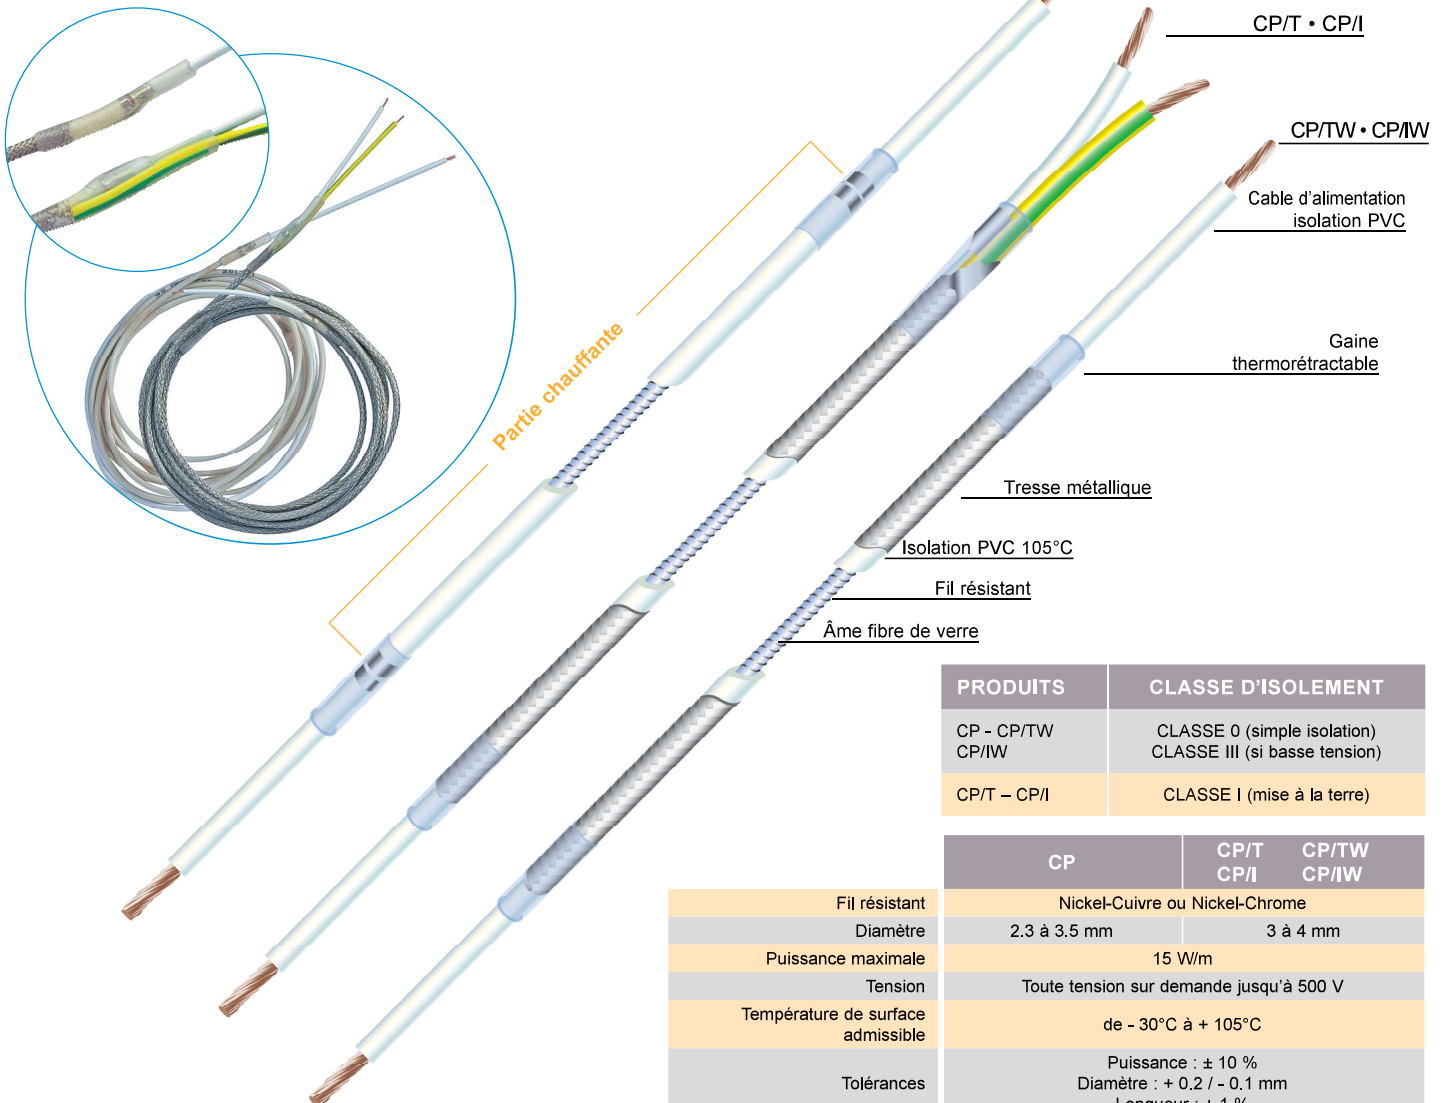 CP/T • CP/I
CP/TW • CP/IW
Cable d'alimentation
isolation PVC
Gaine
thermorétractable
Partie chauffante
Tresse métallique
Isolation PVC 105°C
Fil résistant
Âme fibre de verre
PRODUITS CLASSE D'ISOLEMENT
CP - CP/TW CLASSE 0 (simple isolation)
CP/IW CLASSE III (si basse tension)
CP/T – CP/I CLASSE I (mise à la terre)
CP CP/T CP/TW
CP/I CP/IW
Fil résistant Nickel-Cuivre ou Nickel-Chrome
Diamètre 2.3 à 3.5 mm 3 à 4 mm
Puissance maximale 15 W/m
Tension Toute tension sur demande jusqu'à 500 V
Température de surface
admissible de - 30°C à + 105°C
Tolérances Puissance : ± 10 %
Diamètre : + 0.2 / - 0.1 mm
Longueur : ± 1 %